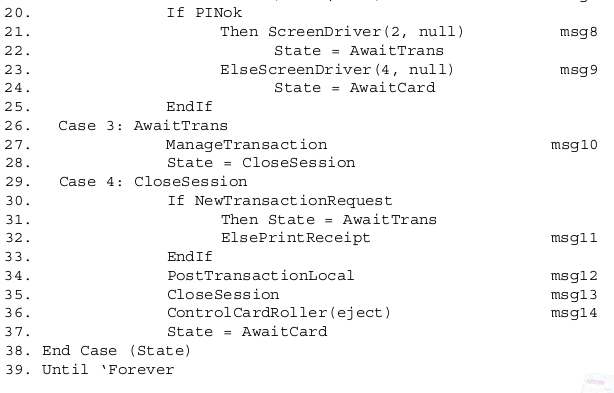 20. If PINok
21. Then ScreenDriver(2, null) msg8
22. State = AwaitTrans
23. ElseScreenDriver(4, null) msg9
24. State = AwaitCard
25. EndIf
26. Case 3: AwaitTrans
27. ManageTransaction msg10
28. State = CloseSession
29. Case 4: CloseSession
30. If NewTransactionRequest
31. Then State = AwaitTrans
32. ElsePrintReceipt msg11
33. EndIf
34. PostTransactionLocal msg12
35. CloseSession msg13
36. ControlCardRoller(eject) msg14
37. State = AwaitCard
38. End Case (State)
39. Until ‘Forever